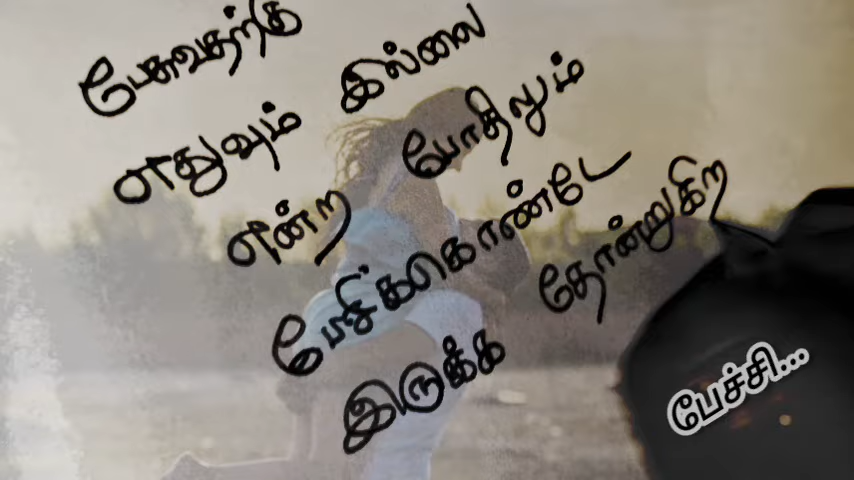 பேசுவதற்கு
எதுவும் இல்லை
என்ற போதிலும்
பேசிக்கொண்டே
இருக்க தோன்றுகிற
பேச்சி...